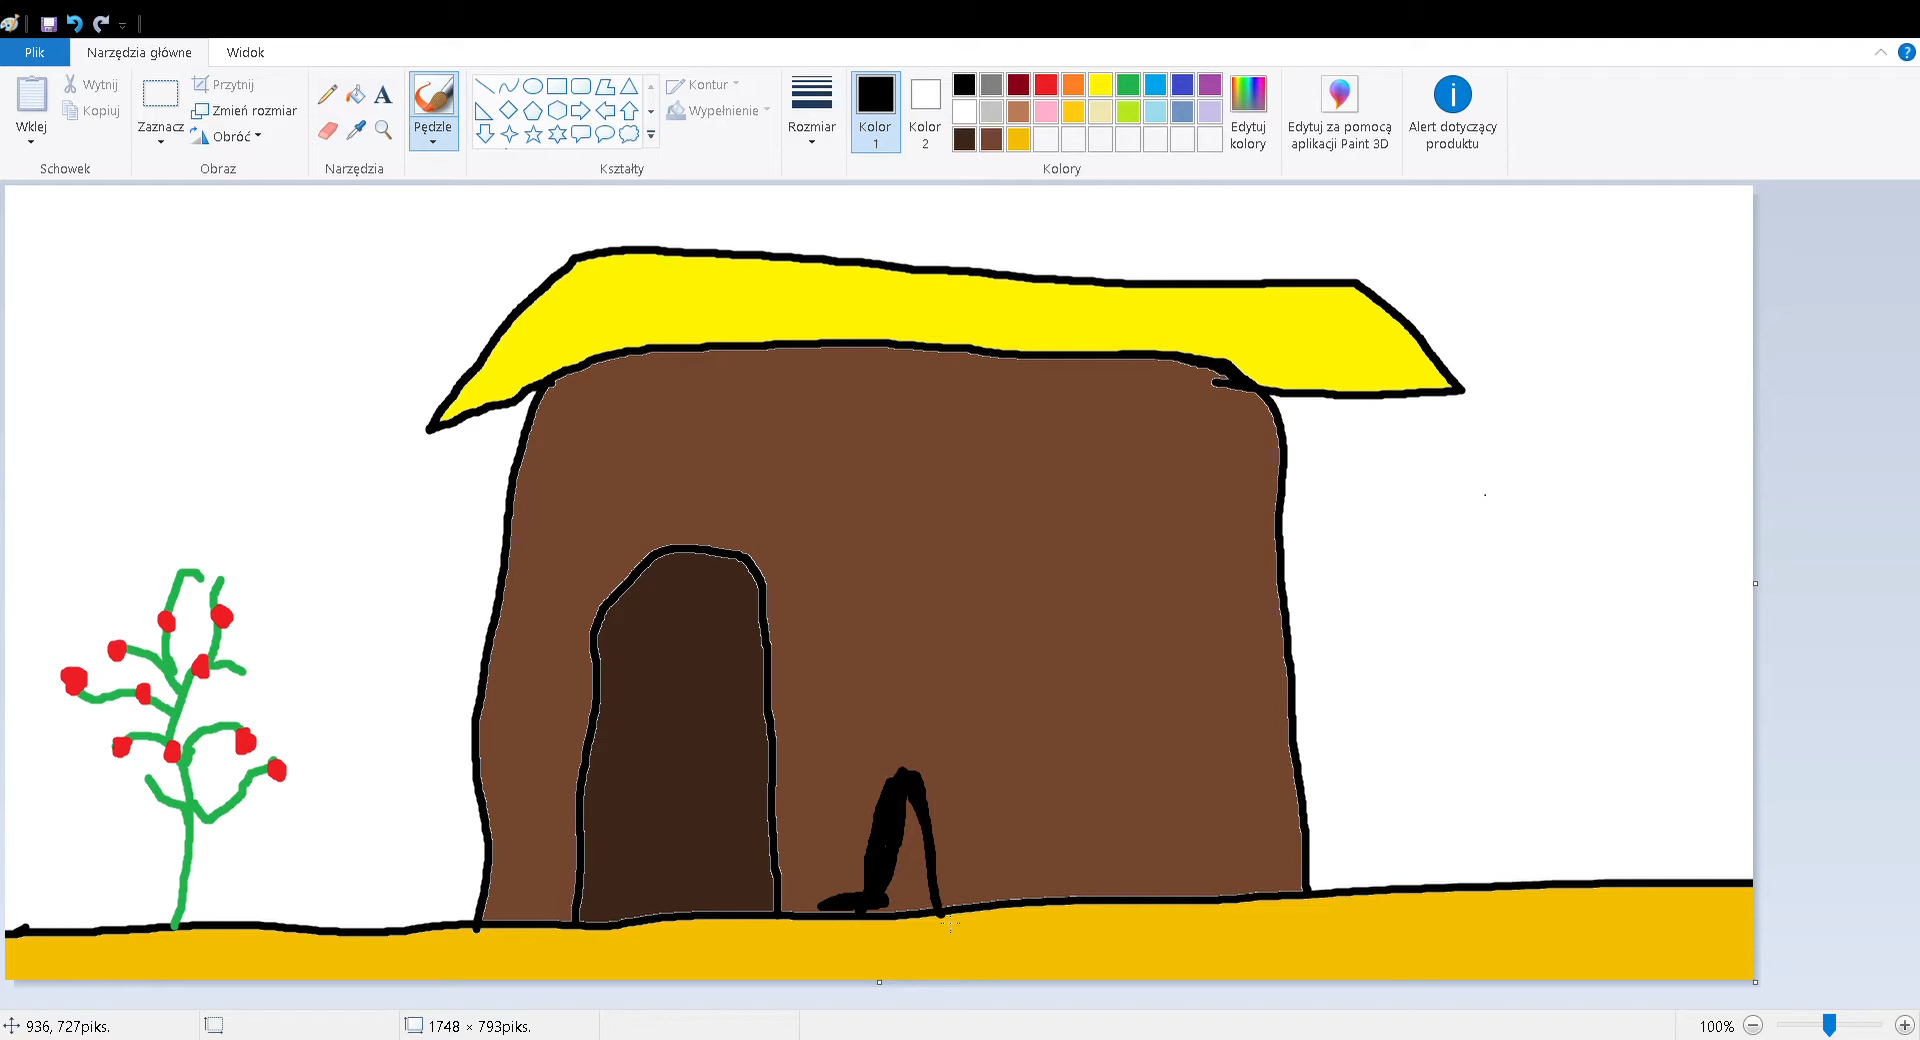 Plik Narzędzia główne Widok ?
Wklej
Wytnij
Kopiuj
Schowek
Zaznacz
Przytnij
Zmień rozmiar
Obróć
Obraz
A
Narzędzia
Pędzle
Kontur
Wypełnienie
Kształty
Rozmiar
Kolor
1
Kolor
2
Edytuj
kolory
Kolory
Edytuj za pomocą
aplikacji Paint 3D
i
Alert dotyczący
produktu
936, 727piks. 1748 × 793piks. 100%